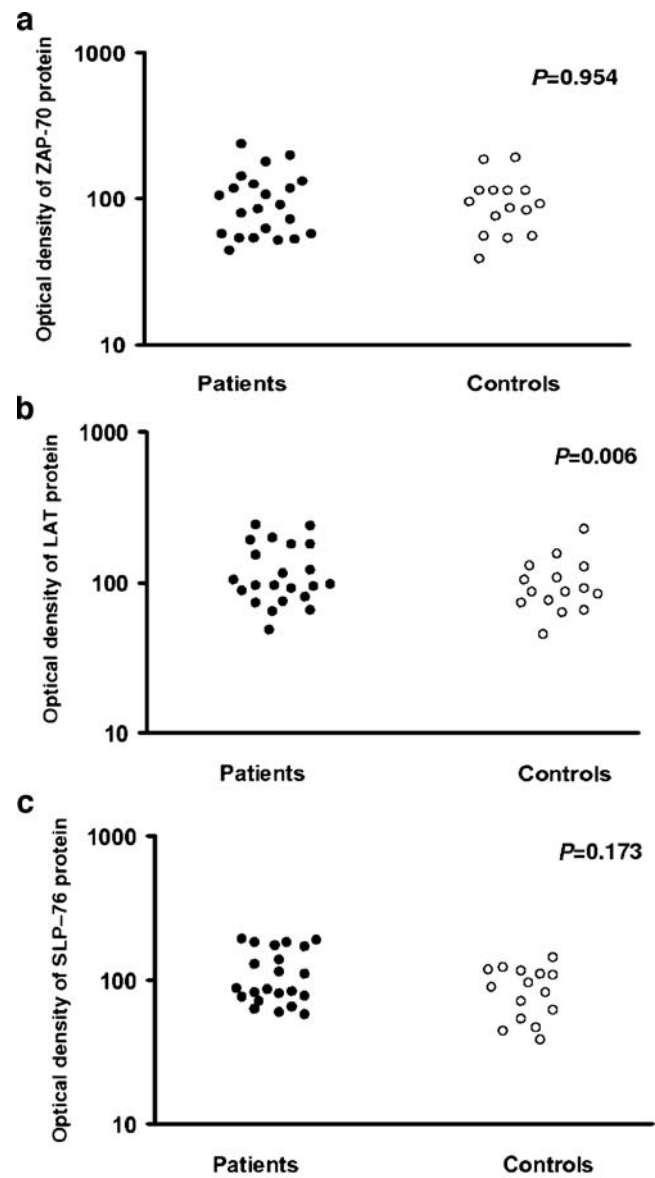 a
Optical density of ZAP-70 protein
1000
100
10
P=0.954
Patients
Controls
b
Optical density of LAT protein
1000
100
10
P=0.006
Patients
Controls
c
Optical density of SLP–76 protein
1000
100
10
P=0.173
Patients
Controls